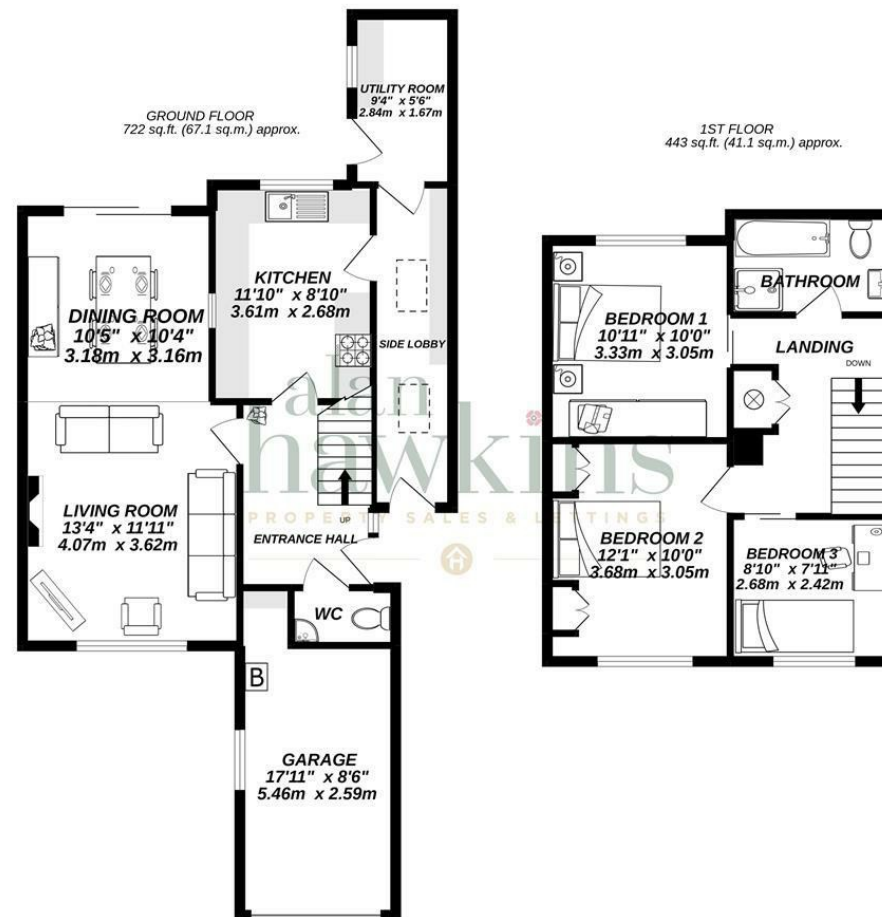 GROUND FLOOR
722 sq.ft. (67.1 sq.m.) approx.
UTILITY ROOM
9'4" x 5'6"
2.84m x 1.67m
KITCHEN
11'10" x 8'10"
3.61m x 2.68m
DINING ROOM
10'5" x 10'4"
3.18m x 3.16m
SIDE LOBBY
LIVING ROOM
13'4" x 11'11"
4.07m x 3.62m
UP
ENTRANCE HALL
WC
B
GARAGE
17'11" x 8'6"
5.46m x 2.59m
1ST FLOOR
443 sq.ft. (41.1 sq.m.) approx.
BATHROOM
BEDROOM 1
10'11" x 10'0"
3.33m x 3.05m
LANDING
DOWN
BEDROOM 2
12'1" x 10'0"
3.68m x 3.05m
BEDROOM 3
8'10" x 7'11"
2.68m x 2.42m
alan
hawkins
PROPERTY SALES & LETTINGS